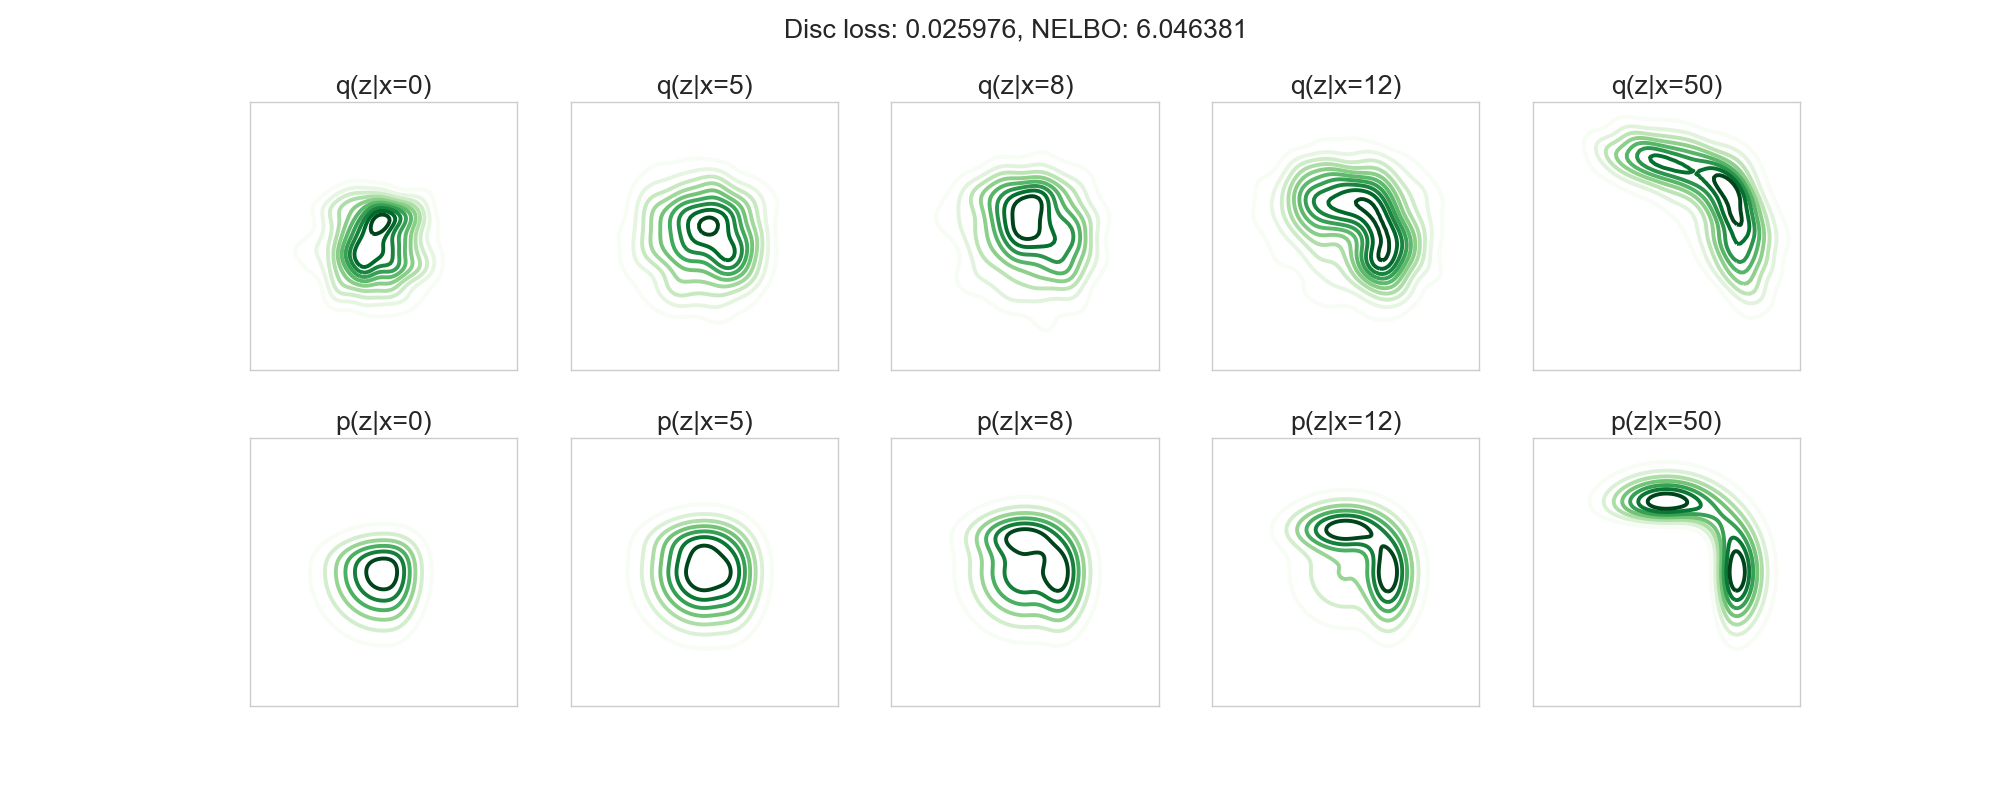 Disc loss: 0.025976, NELBO: 6.046381
q(z|x=0) q(z|x=5) q(z|x=8) q(z|x=12) q(z|x=50)
p(z|x=0) p(z|x=5) p(z|x=8) p(z|x=12) p(z|x=50)